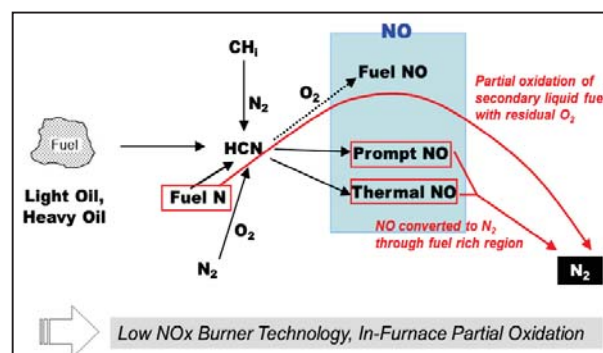 NO
CHi
Fuel NO
O2
Partial oxidation of
secondary liquid fuel
with residual O2
N2
Fuel
HCN
Prompt NO
Light Oil,
Heavy Oil
Fuel N
Thermal NO
O2
NO converted to N2
through fuel rich region
N2
N2
Low NOx Burner Technology, In-Furnace Partial Oxidation